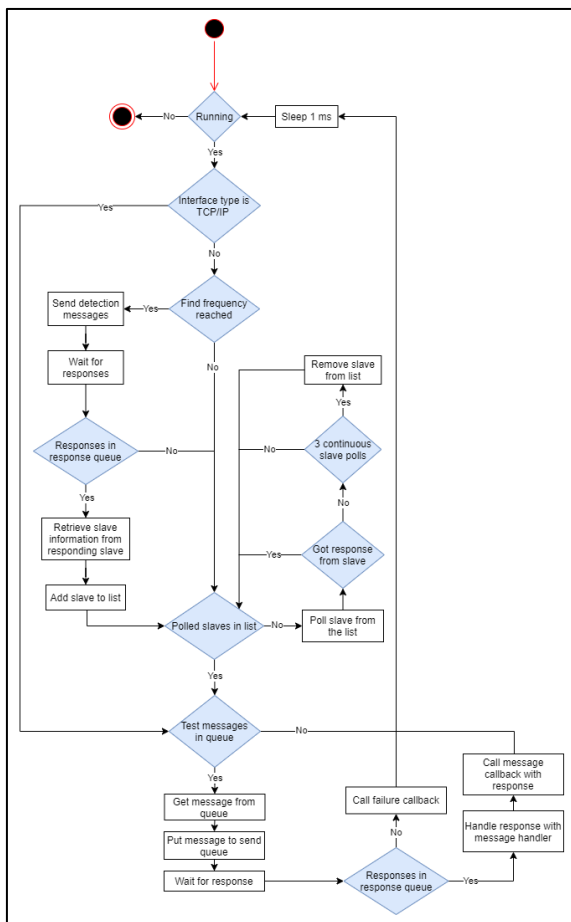 Running
No
Sleep 1 ms
Yes
Interface type is
TCP/IP
Yes
No
Send detection
messages
Yes
Find frequency
reached
Wait for
responses
No
Remove slave
from list
Yes
Responses in
response queue
No
No
3 continuous
slave polls
Yes
No
Retrieve slave
information from
responding slave
Yes
Got response
from slave
Add slave to list
Polled slaves in list
No
Poll slave from
the list
Yes
Test messages
in queue
No
Yes
Call message
callback with
response
Get message from
queue
Call failure callback
Put message to send
queue
No
Handle response with
message handler
Wait for response
Responses in
response queue
Yes